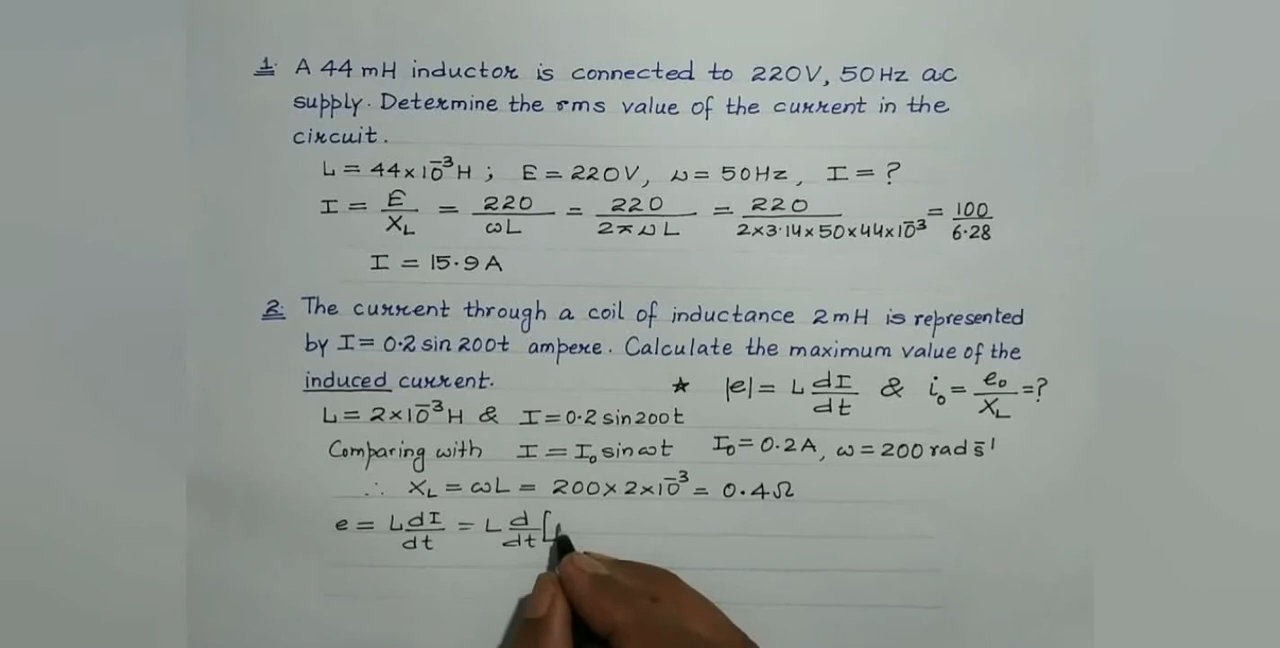 1. A 44 mH inductor is connected to 220V, 50Hz ac
supply. Determine the rms value of the current in the
circuit.
L = 44×10⁻³H ; E = 220V, ν = 50Hz, I = ?
I = E/X_L = 220/ωL = 220/2πνL = 220/2×3·14×50×44×10⁻³ = 100/6·28
I = 15·9A
2. The current through a coil of inductance 2mH is represented
by I = 0·2 sin 200t ampere. Calculate the maximum value of the
induced current. * |e| = L dI/dt & i₀ = e₀/X_L = ?
L = 2×10⁻³H & I = 0·2 sin200t
Comparing with I = I₀ sinωt I₀ = 0·2A, ω = 200 rad s⁻¹
∴ X_L = ωL = 200×2×10⁻³ = 0·4Ω
e = L dI/dt = L d/dt [